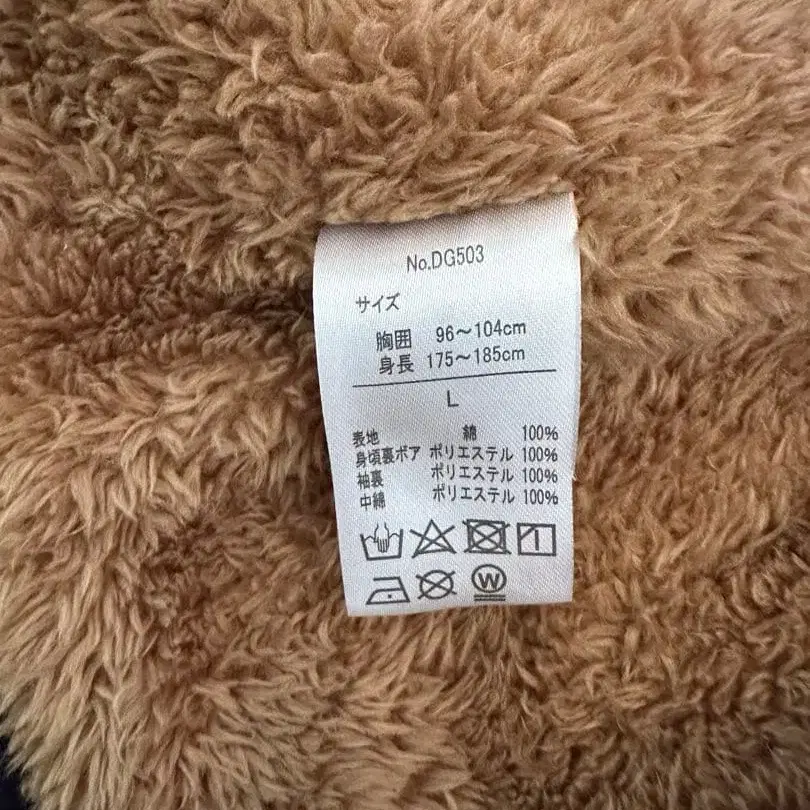 No.DG503
サイズ
胸囲 96～104cm
身長 175～185cm
L
表地 綿 100%
身頃裏ボア ポリエステル 100%
袖裏 ポリエステル 100%
中綿 ポリエステル 100%
W